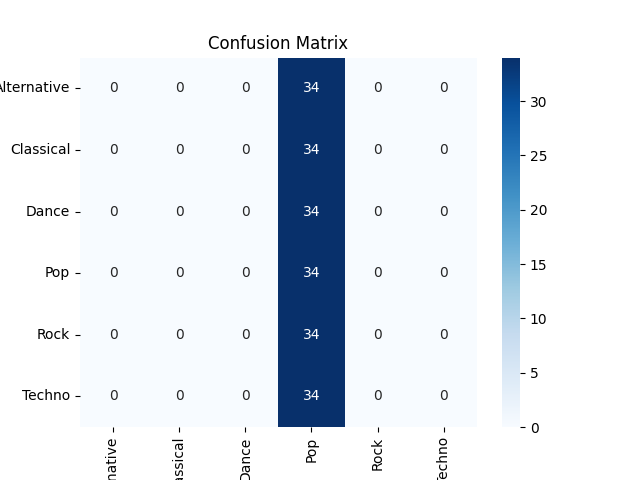 Confusion Matrix
Alternative 0 0 0 34 0 0
Classical 0 0 0 34 0 0
Dance 0 0 0 34 0 0
Pop 0 0 0 34 0 0
Rock 0 0 0 34 0 0
Techno 0 0 0 34 0 0
native assical Dance Pop Rock echno
30
25
20
15
10
5
0